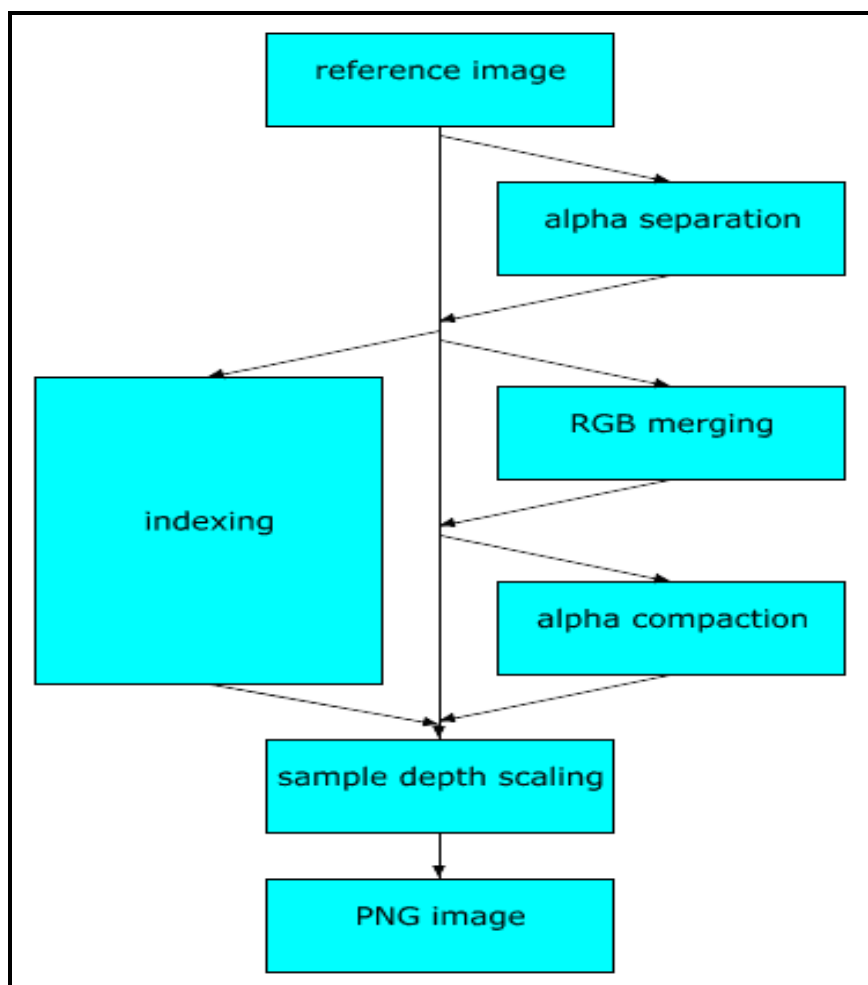 reference image
alpha separation
RGB merging
indexing
alpha compaction
sample depth scaling
PNG image